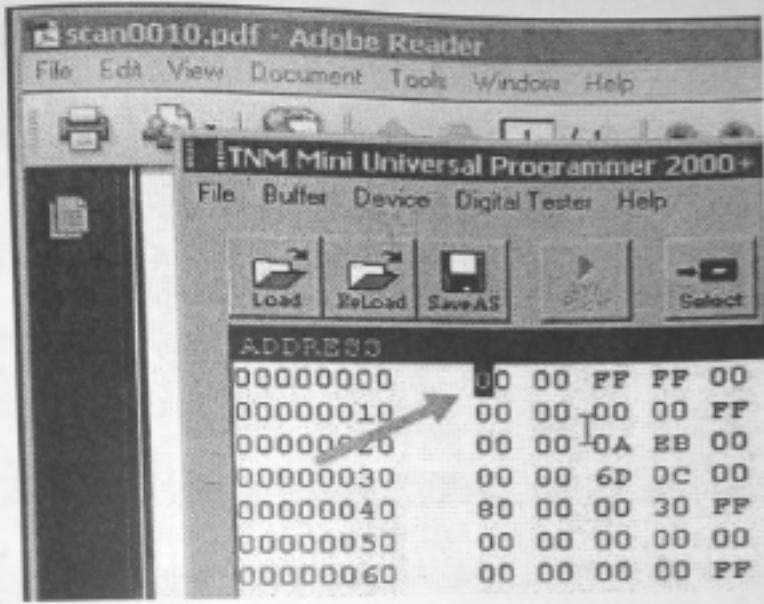 scan0010.pdf - Adobe Reader
File Edit View Document Tools Window Help
TNM Mini Universal Programmer 2000+
File Buffer Device Digital Tester Help
Load ReLoad SaveAS Select
ADDRESS
00000000 00 00 FF FF 00
00000010 00 00 00 00 FF
00000020 00 00 0A EB 00
00000030 00 00 6D 0C 00
00000040 80 00 00 30 FF
00000050 00 00 00 00 00
00000060 00 00 00 00 FF